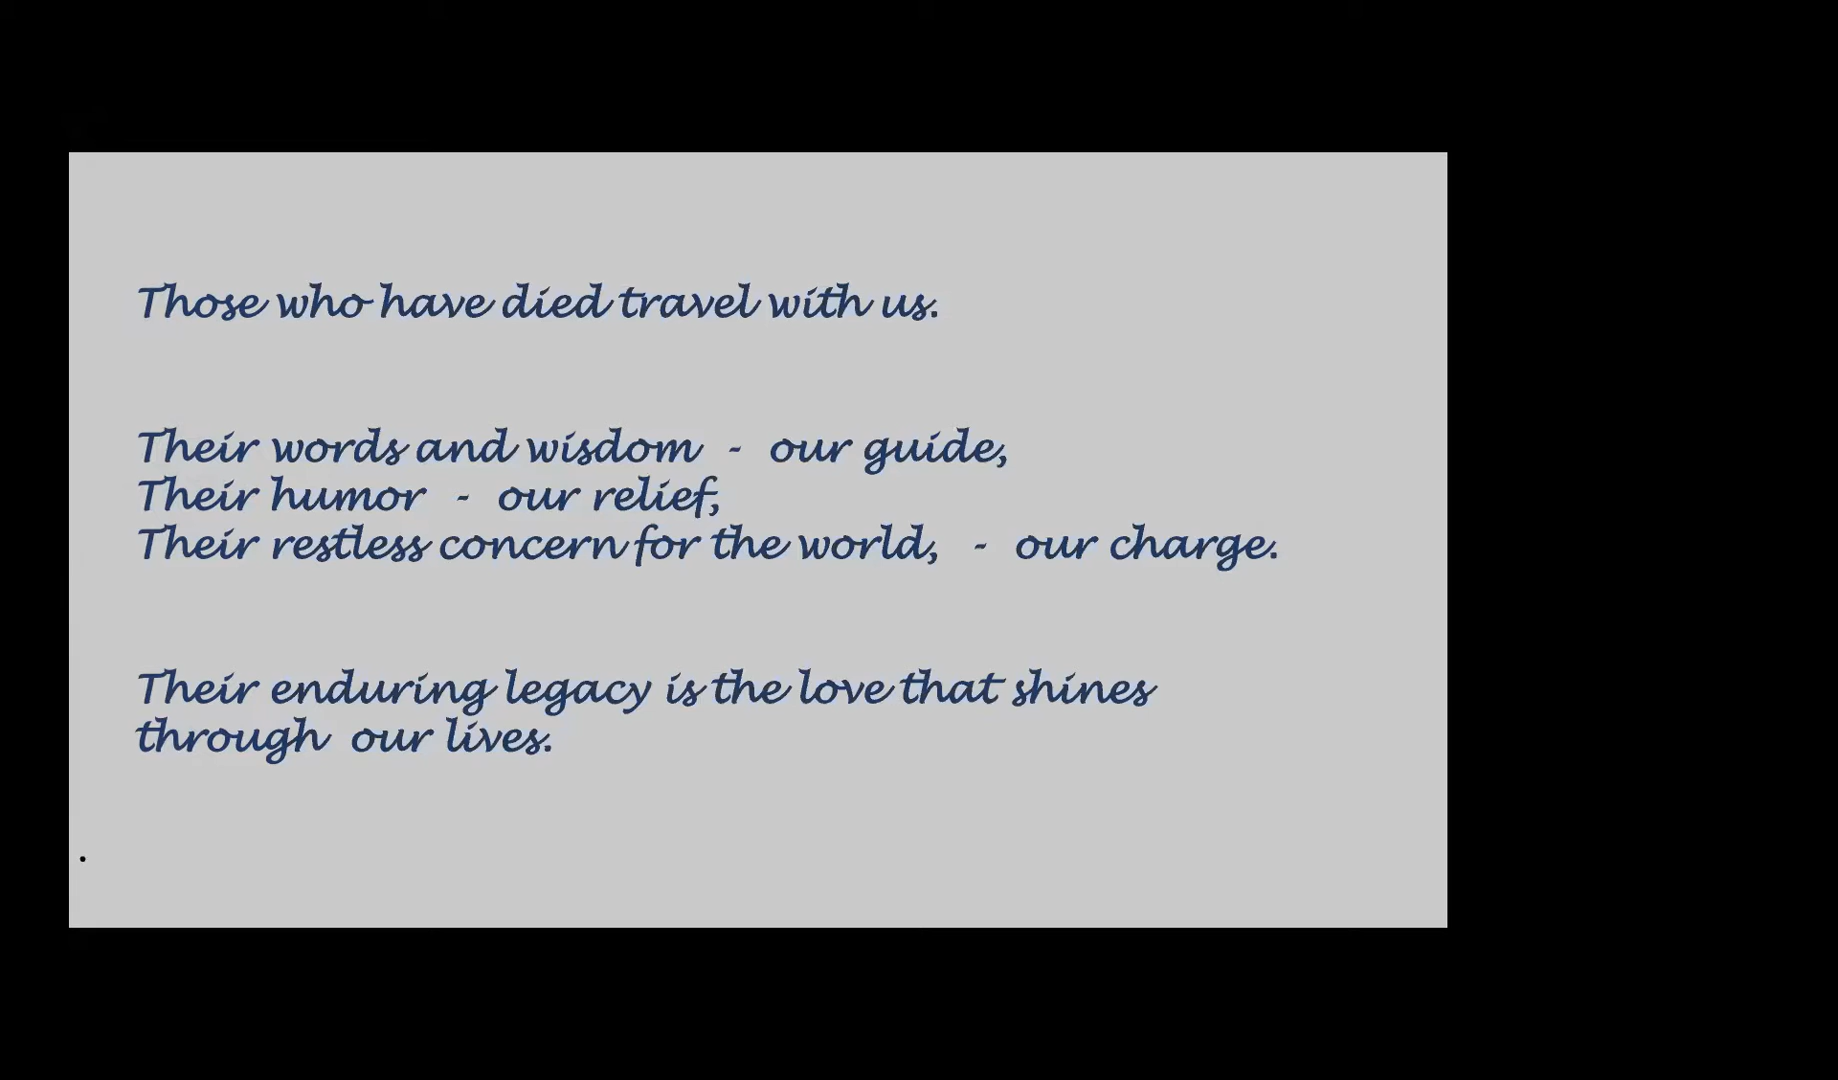 Those who have died travel with us.
Their words and wisdom - our guide,
Their humor - our relief,
Their restless concern for the world, - our charge.
Their enduring legacy is the love that shines
through our lives.
.